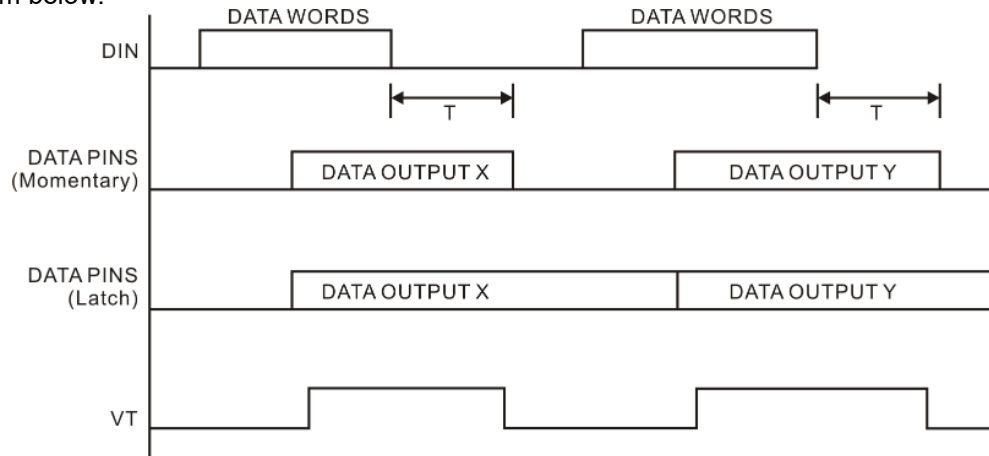 DATA WORDS DATA WORDS
DIN
T T
DATA PINS
(Momentary)
DATA OUTPUT X DATA OUTPUT Y
DATA PINS
(Latch)
DATA OUTPUT X DATA OUTPUT Y
VT